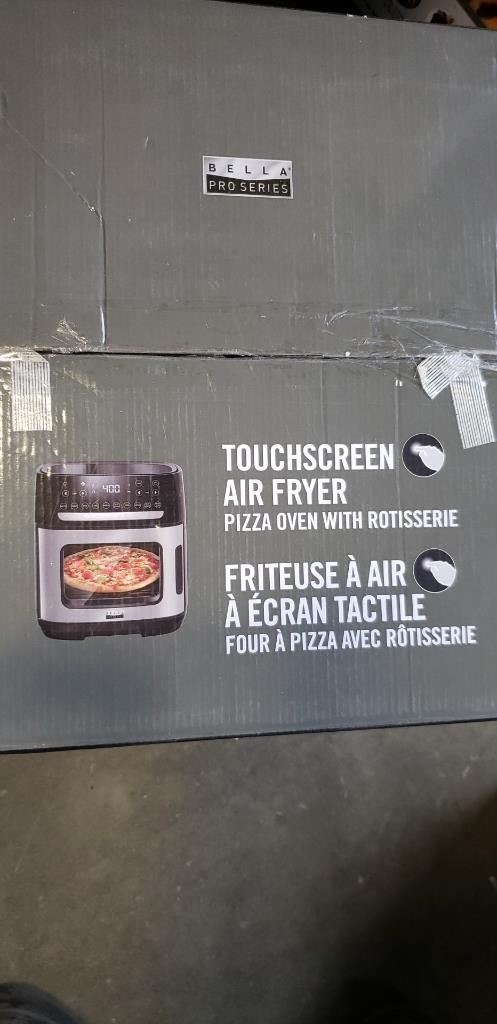 BELLA
PRO SERIES
TOUCHSCREEN
AIR FRYER
PIZZA OVEN WITH ROTISSERIE
400
FRITEUSE À AIR
À ÉCRAN TACTILE
FOUR À PIZZA AVEC RÔTISSERIE